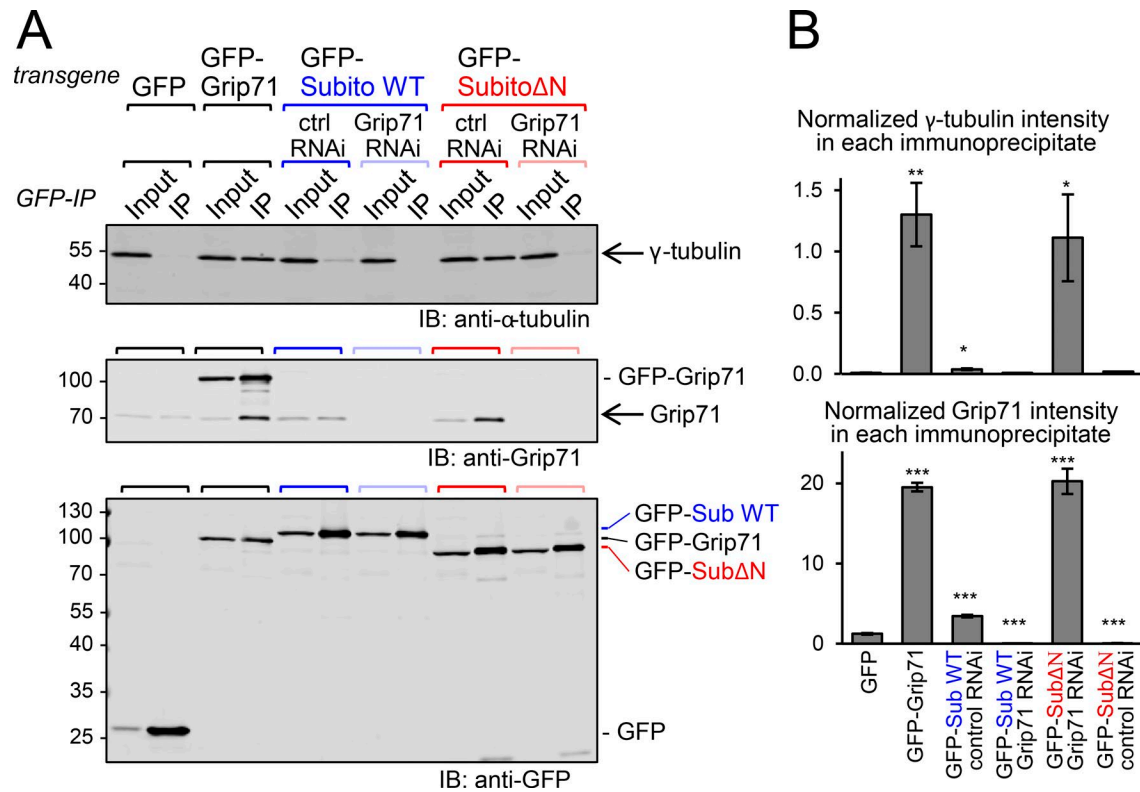 A
transgene
GFP
GFP-
Grip71
GFP-
Subito WT
GFP-
SubitoΔN
ctrl
RNAi
Grip71
RNAi
ctrl
RNAi
Grip71
RNAi
GFP-IP
Input
IP
Input
IP
Input
IP
Input
IP
Input
IP
Input
IP
55
40
γ-tubulin
IB: anti-α-tubulin
100
70
- GFP-Grip71
Grip71
IB: anti-Grip71
130
100
70
55
40
35
25
GFP-Sub WT
GFP-Grip71
GFP-SubΔN
- GFP
IB: anti-GFP
B
Normalized γ-tubulin intensity
in each immunoprecipitate
1.5
1.0
0.5
0.0
**
*
*
Normalized Grip71 intensity
in each immunoprecipitate
20
10
0
***
***
***
***
***
GFP
GFP-Grip71
GFP-Sub WT
control RNAi
GFP-Sub WT
Grip71 RNAi
GFP-SubΔN
Grip71 RNAi
GFP-SubΔN
control RNAi